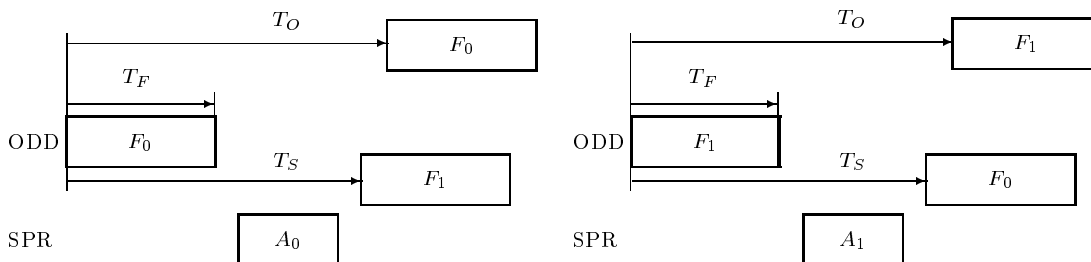 T_O
F_0
T_F
ODD
F_0
T_S
F_1
SPR
A_0
T_O
F_1
T_F
ODD
F_1
T_S
F_0
SPR
A_1